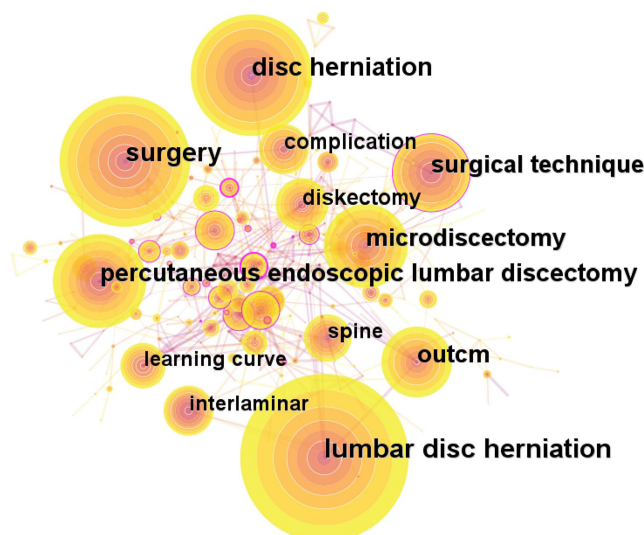 disc herniation
complication
surgery
surgical technique
diskectomy
microdiscectomy
percutaneous endoscopic lumbar discectomy
spine
outcm
learning curve
interlaminar
lumbar disc herniation